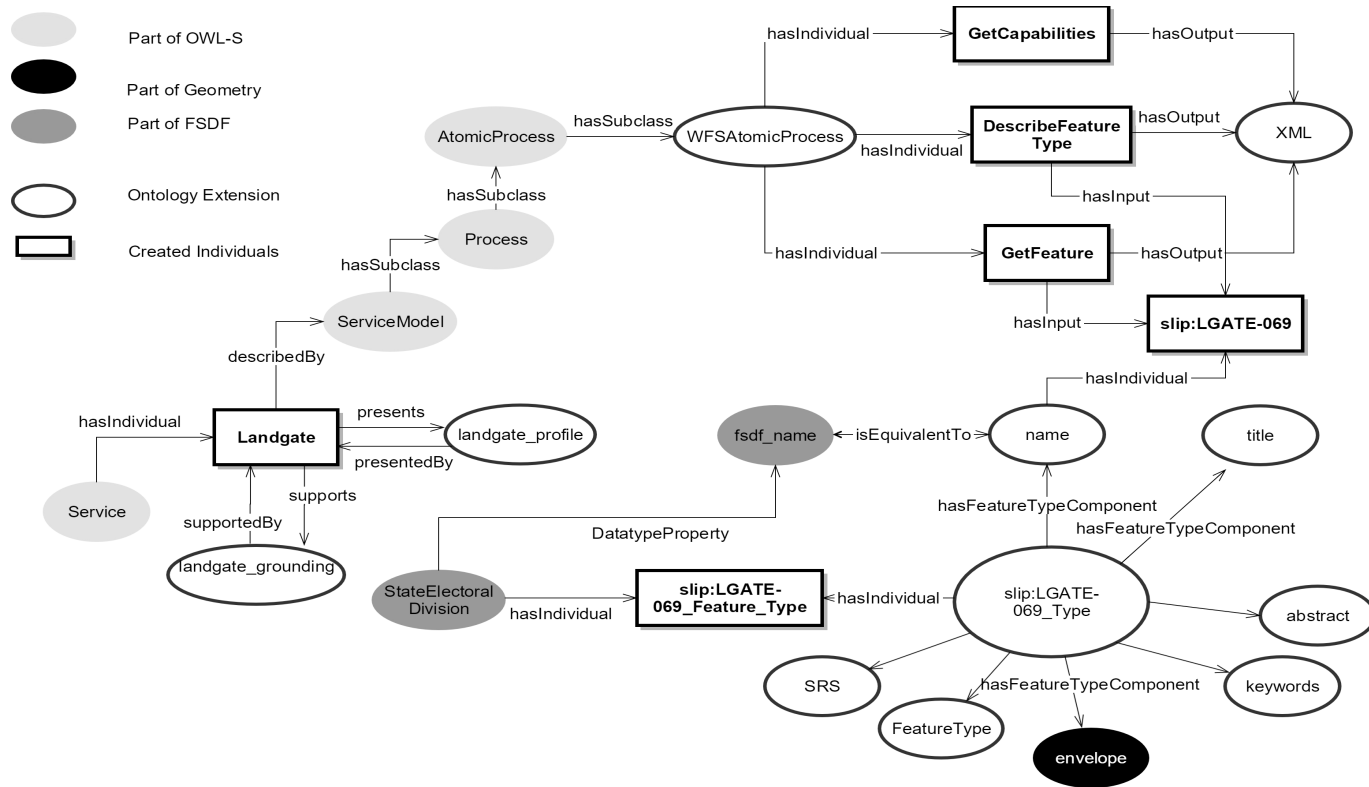 Part of OWL-S
Part of Geometry
Part of FSDF
Ontology Extension
Created Individuals
hasIndividual
GetCapabilities
hasOutput
AtomicProcess
hasSubclass
WFSAtomicProcess
hasIndividual
DescribeFeature
Type
hasOutput
XML
hasSubclass
hasInput
Process
hasIndividual
GetFeature
hasOutput
hasSubclass
ServiceModel
hasInput
slip:LGATE-069
describedBy
hasIndividual
hasIndividual
Landgate
presents
landgate_profile
presentedBy
fsdf_name
isEquivalentTo
name
title
Service
supports
supportedBy
hasFeatureTypeComponent
hasFeatureTypeComponent
DatatypeProperty
landgate_grounding
StateElectoral
Division
hasIndividual
slip:LGATE-
069_Feature_Type
hasIndividual
slip:LGATE-
069_Type
abstract
SRS
hasFeatureTypeComponent
keywords
FeatureType
envelope